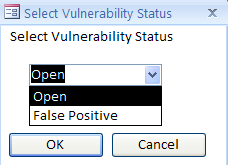 Select Vulnerability Status
Select Vulnerability Status
Open
Open
False Positive
OK Cancel